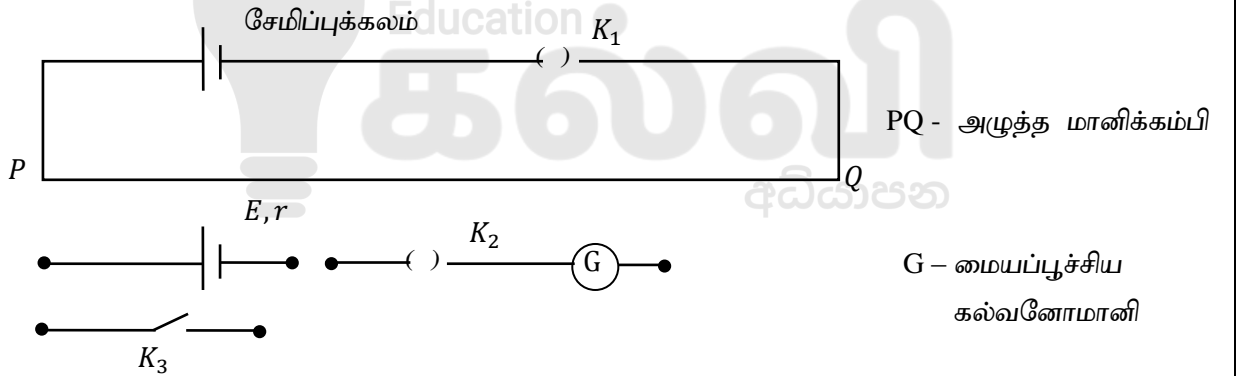 Education
சேமிப்புக்கலம்
K₁
கல்வி
PQ - அழுத்த மானிக்கம்பி
P
Q
අධ්‍යාපන
E, r
K₂
G
G – மையப்பூச்சிய
கல்வனோமானி
K₃